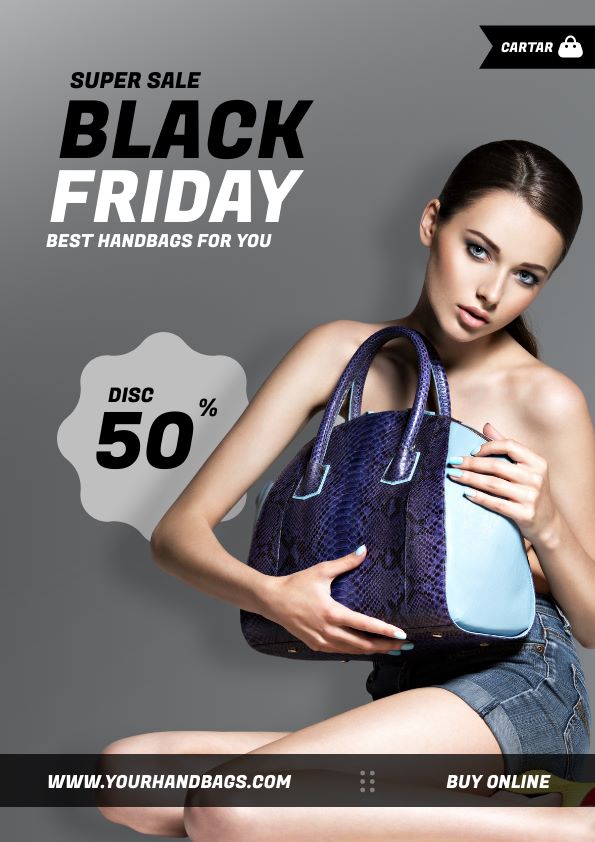 CARTAR
SUPER SALE
BLACK
FRIDAY
BEST HANDBAGS FOR YOU
DISC
50%
WWW.YOURHANDBAGS.COM
BUY ONLINE